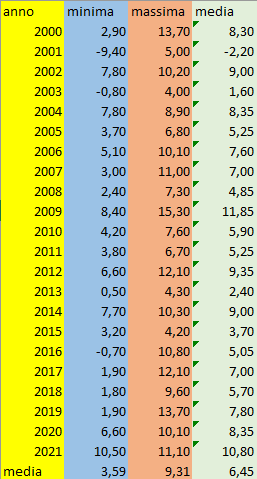 anno minima massima media
2000 2,90 13,70 8,30
2001 -9,40 5,00 -2,20
2002 7,80 10,20 9,00
2003 -0,80 4,00 1,60
2004 7,80 8,90 8,35
2005 3,70 6,80 5,25
2006 5,10 10,10 7,60
2007 3,00 11,00 7,00
2008 2,40 7,30 4,85
2009 8,40 15,30 11,85
2010 4,20 7,60 5,90
2011 3,80 6,70 5,25
2012 6,60 12,10 9,35
2013 0,50 4,30 2,40
2014 7,70 10,30 9,00
2015 3,20 4,20 3,70
2016 -0,70 10,80 5,05
2017 1,90 12,10 7,00
2018 1,80 9,60 5,70
2019 1,90 13,70 7,80
2020 6,60 10,10 8,35
2021 10,50 11,10 10,80
media 3,59 9,31 6,45